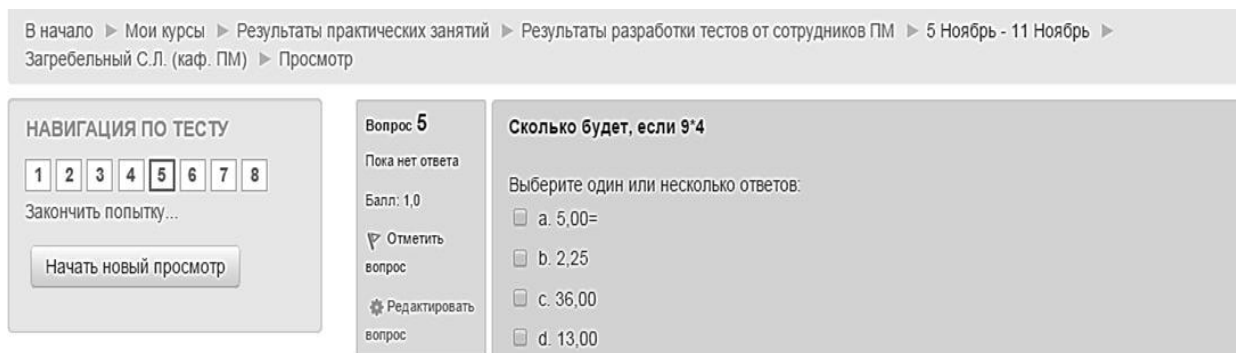 В начало ▶ Мои курсы ▶ Результаты практических занятий ▶ Результаты разработки тестов от сотрудников ПМ ▶ 5 Ноябрь - 11 Ноябрь ▶
Загребельный С.Л. (каф. ПМ) ▶ Просмотр
НАВИГАЦИЯ ПО ТЕСТУ
1 2 3 4 5 6 7 8
Закончить попытку...
Начать новый просмотр
Вопрос 5
Пока нет ответа
Балл: 1,0
Отметить
вопрос
Редактировать
вопрос
Сколько будет, если 9*4
Выберите один или несколько ответов:
a. 5,00=
b. 2,25
c. 36,00
d. 13,00